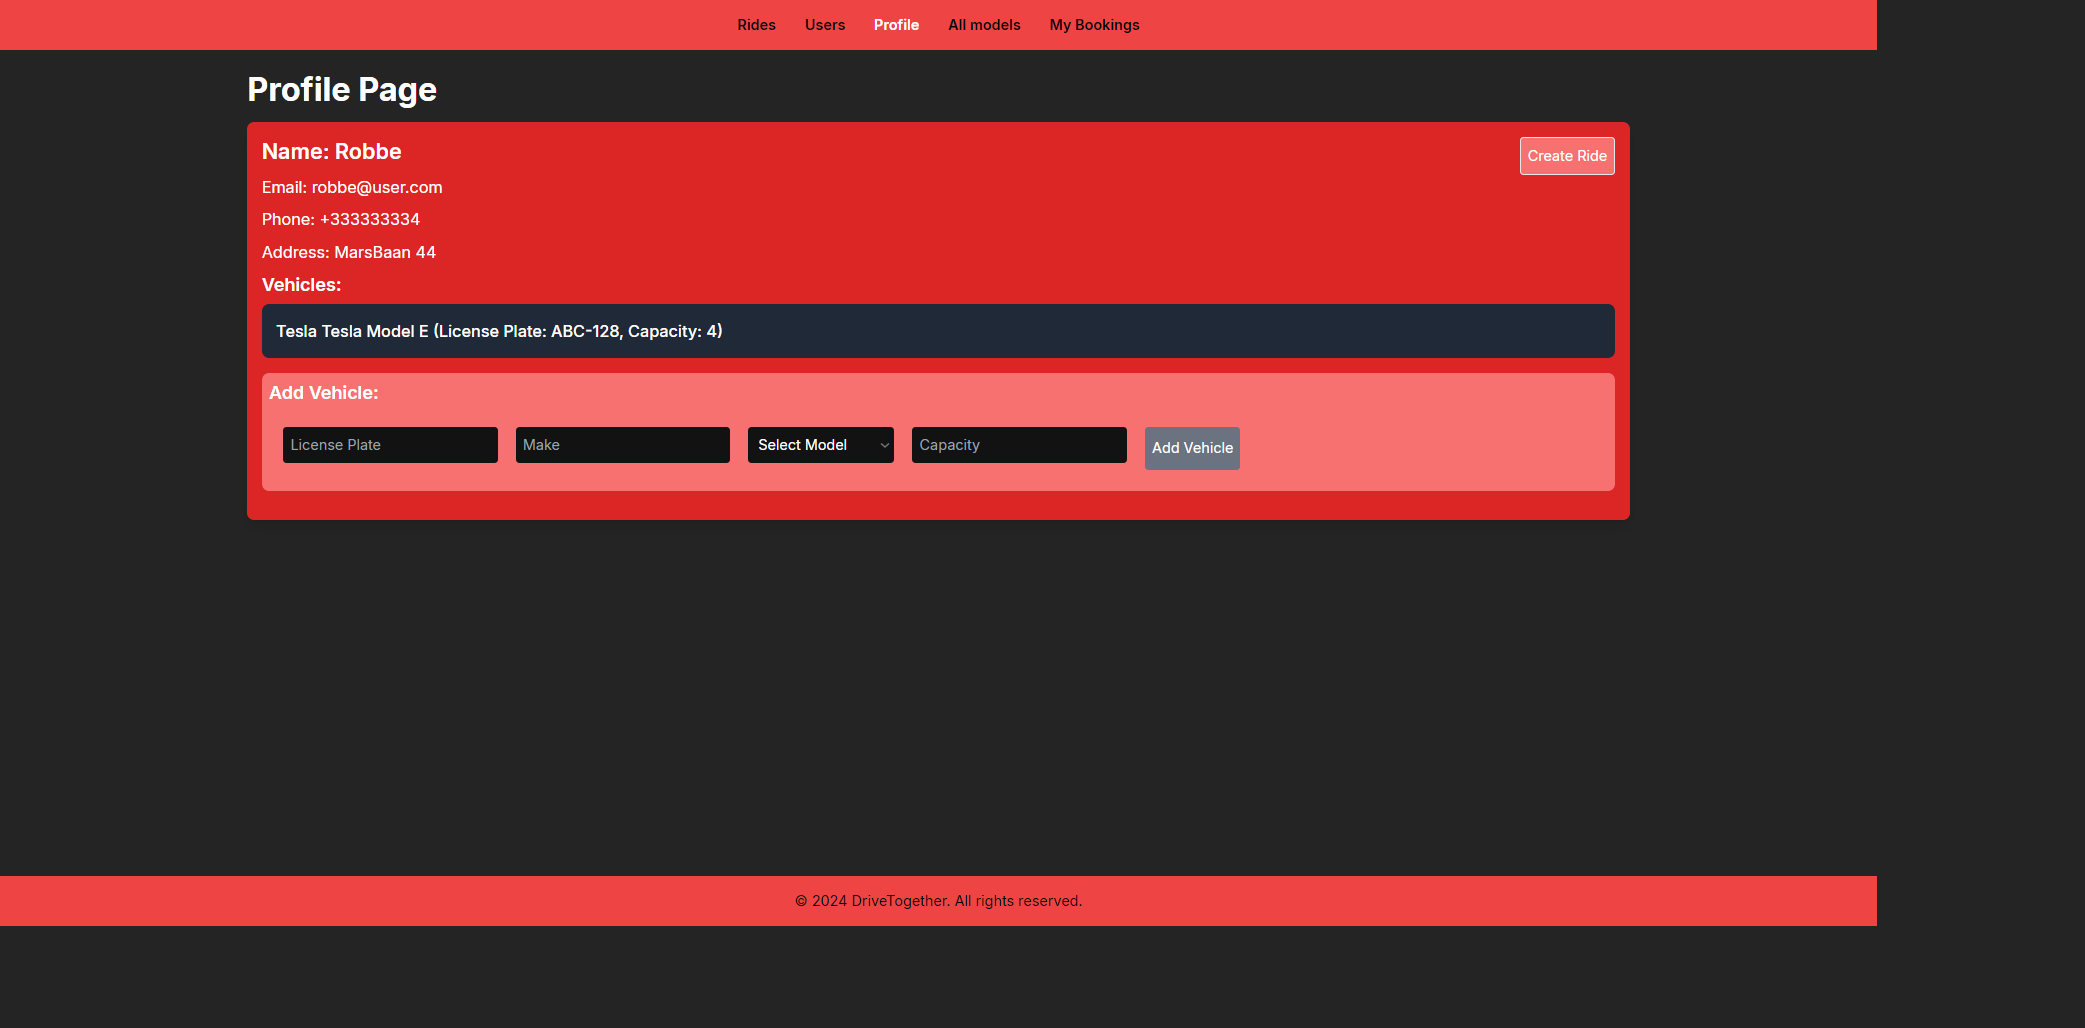 Rides Users Profile All models My Bookings
Profile Page
Name: Robbe
Create Ride
Email: robbe@user.com
Phone: +333333334
Address: MarsBaan 44
Vehicles:
Tesla Tesla Model E (License Plate: ABC-128, Capacity: 4)
Add Vehicle:
License Plate Make Select Model Capacity Add Vehicle
© 2024 DriveTogether. All rights reserved.